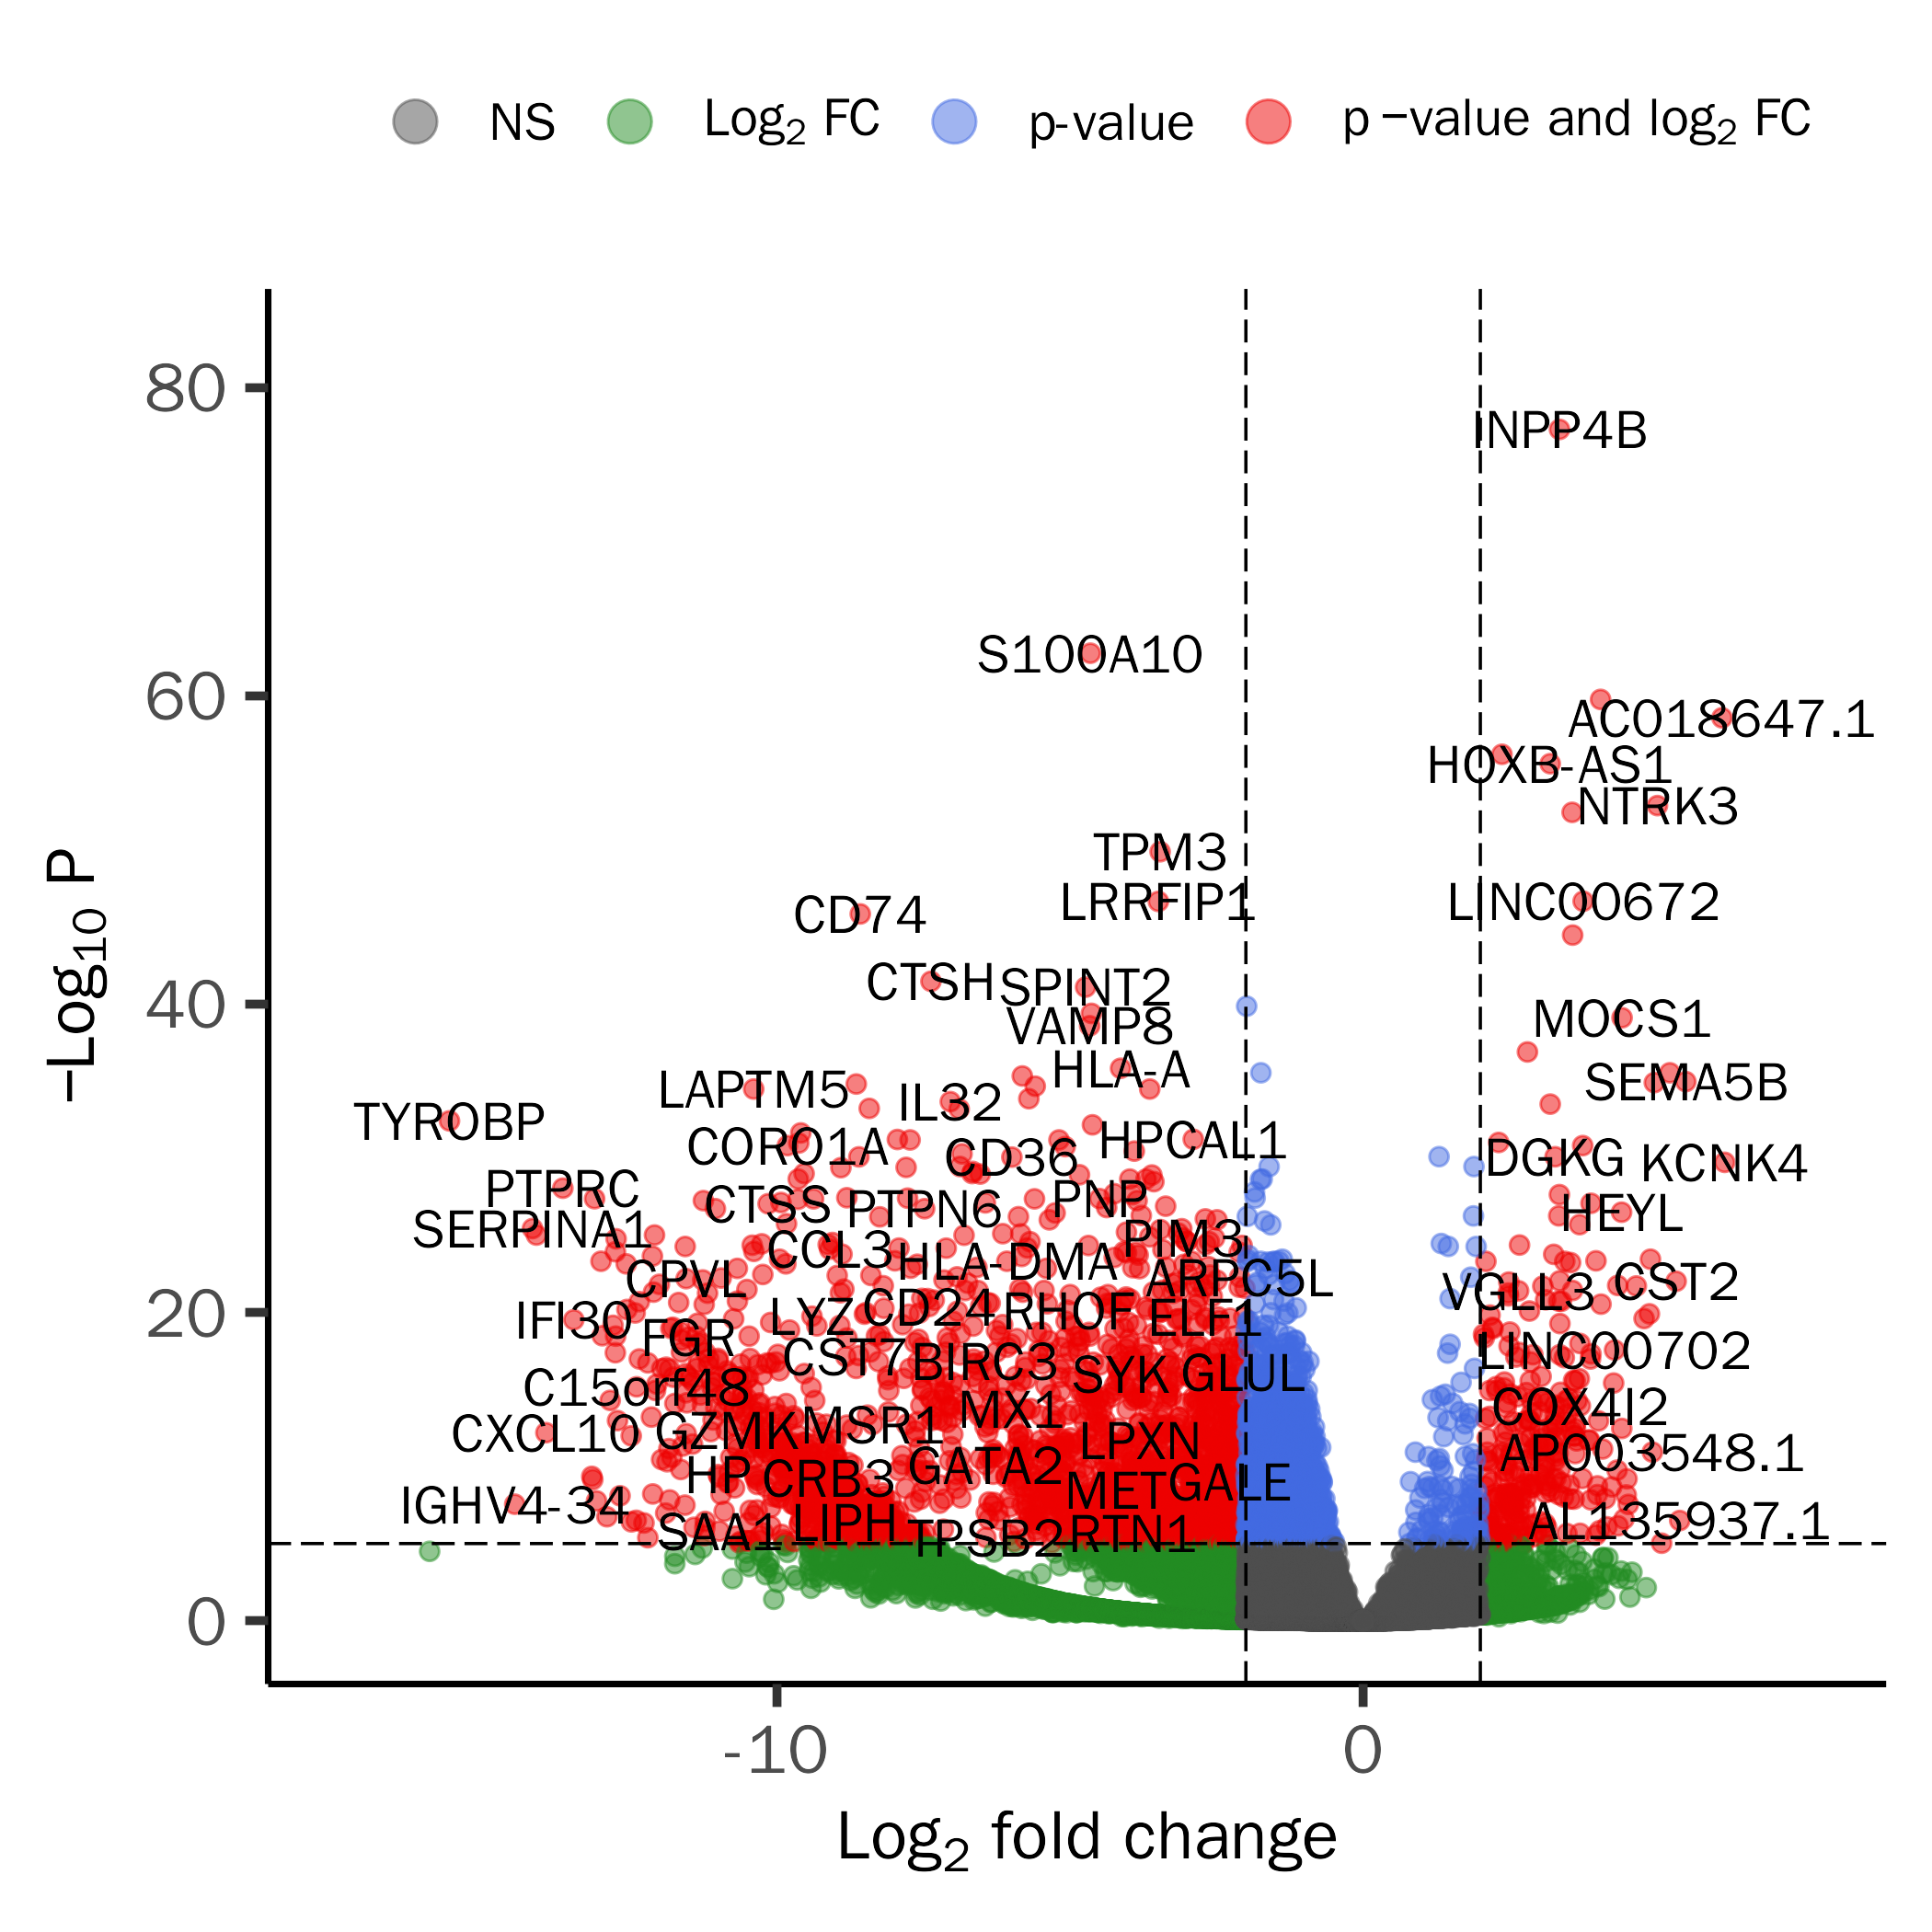 NS Log2 FC p-value p −value and log2 FC
80
INPP4B
S100A10
60
AC018647.1
HOXB-AS1
NTRK3
TPM3
LRRFIP1 LINC00672
CD74
CTSH SPINT2
40
MOCS1
VAMP8
HLA-A
SEMA5B
LAPTM5 IL32
TYROBP
CORO1A HPCAL1
CD36 DGKG KCNK4
PTPRC
CTSS PTPN6 PNP
HEYL
SERPINA1
PIM3
CCL3 HLA-DMA
CPVL ARPC5L
VGLL3 CST2
20
IFI30 LYZ CD24 RHOF ELF1
FGR
CST7 BIRC3 LINC00702
SYK GLUL
C15orf48
MX1 COX4I2
CXCL10 GZMK MSR1
LPXN AP003548.1
GATA2
HP CRB3 MET GALE
IGHV4-34
SAA1 LIPH TPSB2 RTN1 AL135937.1
0
-10 0
Log2 fold change
−Log10 P